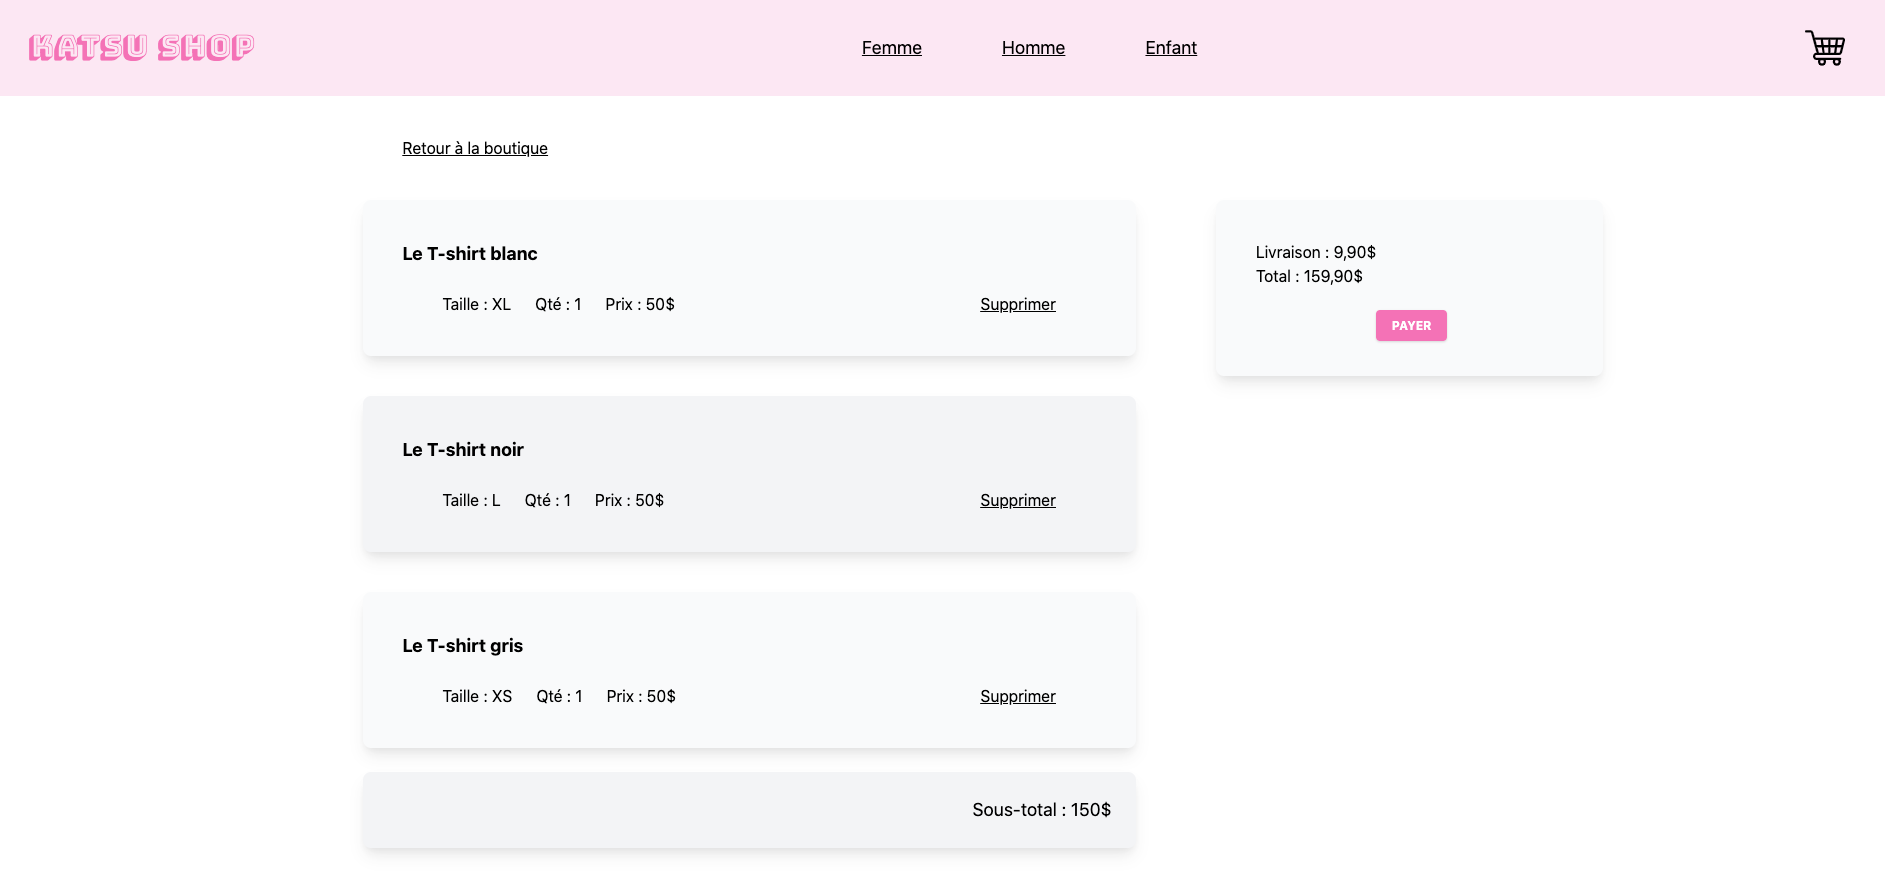 KATSU SHOP
Femme Homme Enfant
Retour à la boutique
Le T-shirt blanc
Taille : XL Qté : 1 Prix : 50$ Supprimer
Le T-shirt noir
Taille : L Qté : 1 Prix : 50$ Supprimer
Le T-shirt gris
Taille : XS Qté : 1 Prix : 50$ Supprimer
Sous-total : 150$
Livraison : 9,90$
Total : 159,90$
PAYER